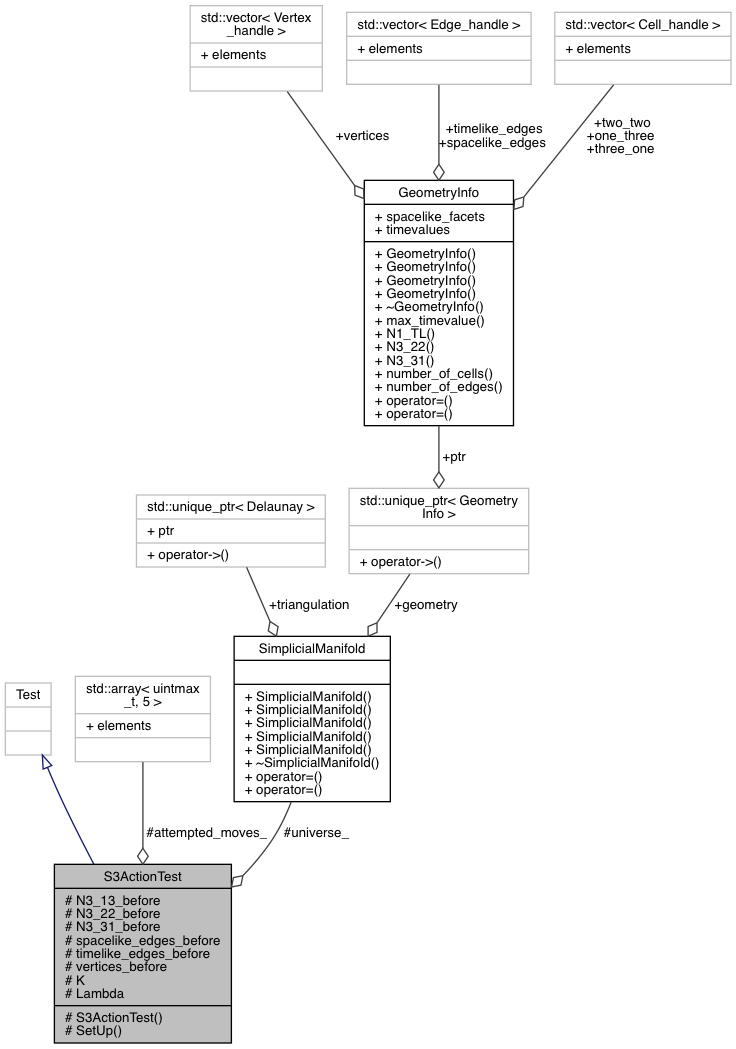 std::vector< Vertex
_handle >
+ elements
std::vector< Edge_handle >
+ elements
std::vector< Cell_handle >
+ elements
+vertices
+timelike_edges
+spacelike_edges
+two_two
+one_three
+three_one
GeometryInfo
+ spacelike_facets
+ timevalues
+ GeometryInfo()
+ GeometryInfo()
+ GeometryInfo()
+ GeometryInfo()
+ ~GeometryInfo()
+ max_timevalue()
+ N1_TL()
+ N3_22()
+ N3_31()
+ number_of_cells()
+ number_of_edges()
+ operator=()
+ operator=()
+ptr
std::unique_ptr< Delaunay >
+ ptr
+ operator->()
std::unique_ptr< Geometry
Info >
+ operator->()
+triangulation
+geometry
SimplicialManifold
+ SimplicialManifold()
+ SimplicialManifold()
+ SimplicialManifold()
+ SimplicialManifold()
+ SimplicialManifold()
+ ~SimplicialManifold()
+ operator=()
+ operator=()
Test
std::array< uintmax
_t, 5 >
+ elements
#attempted_moves_
#universe_
S3ActionTest
# N3_13_before
# N3_22_before
# N3_31_before
# spacelike_edges_before
# timelike_edges_before
# vertices_before
# K
# Lambda
# S3ActionTest()
# SetUp()